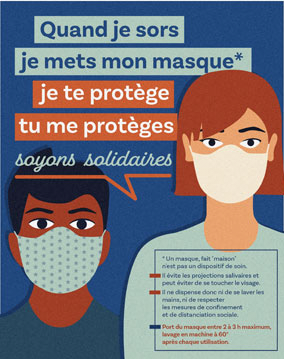 Quand je sors
je mets mon masque*
je te protège
tu me protèges
soyons solidaires
* Un masque, fait 'maison'
n'est pas un dispositif de soin.
Il évite les projections salivaires et
peut éviter de se toucher le visage.
Il ne dispense donc ni de se laver les
mains, ni de respecter
les mesures de confinement
et de distanciation sociale.
Port du masque entre 2 à 3 h maximum,
lavage en machine à 60°
après chaque utilisation.